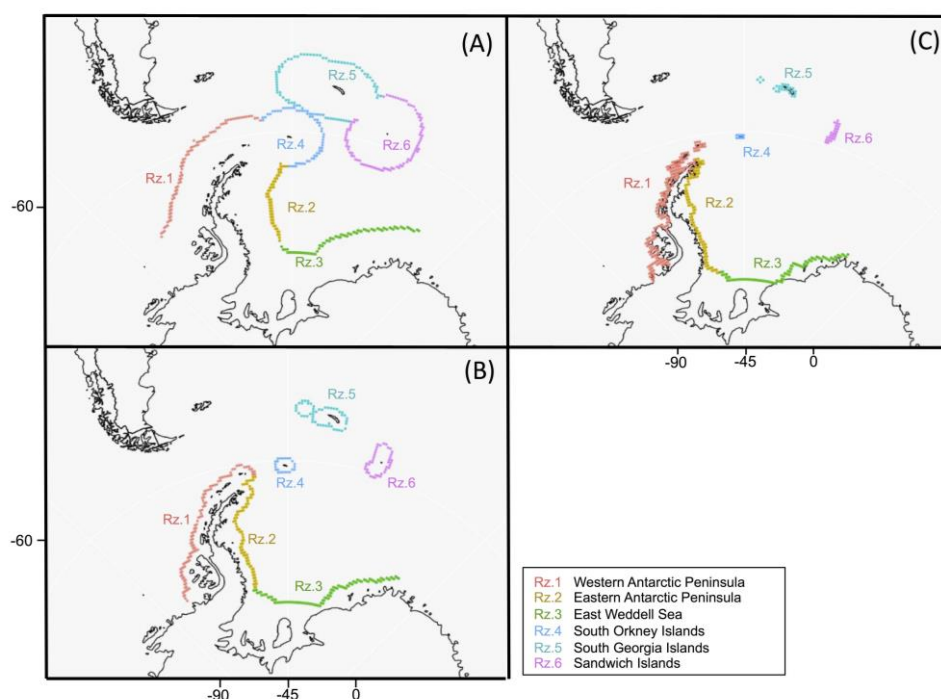 (A)
Rz.5
Rz.4
Rz.6
Rz.1
Rz.2
Rz.3
-60
(C)
Rz.5
Rz.6
Rz.4
Rz.1
Rz.2
Rz.3
-90 -45 0
(B)
Rz.5
Rz.4
Rz.6
Rz.1
Rz.2
Rz.3
-60
-90 -45 0
Rz.1 Western Antarctic Peninsula
Rz.2 Eastern Antarctic Peninsula
Rz.3 East Weddell Sea
Rz.4 South Orkney Islands
Rz.5 South Georgia Islands
Rz.6 Sandwich Islands